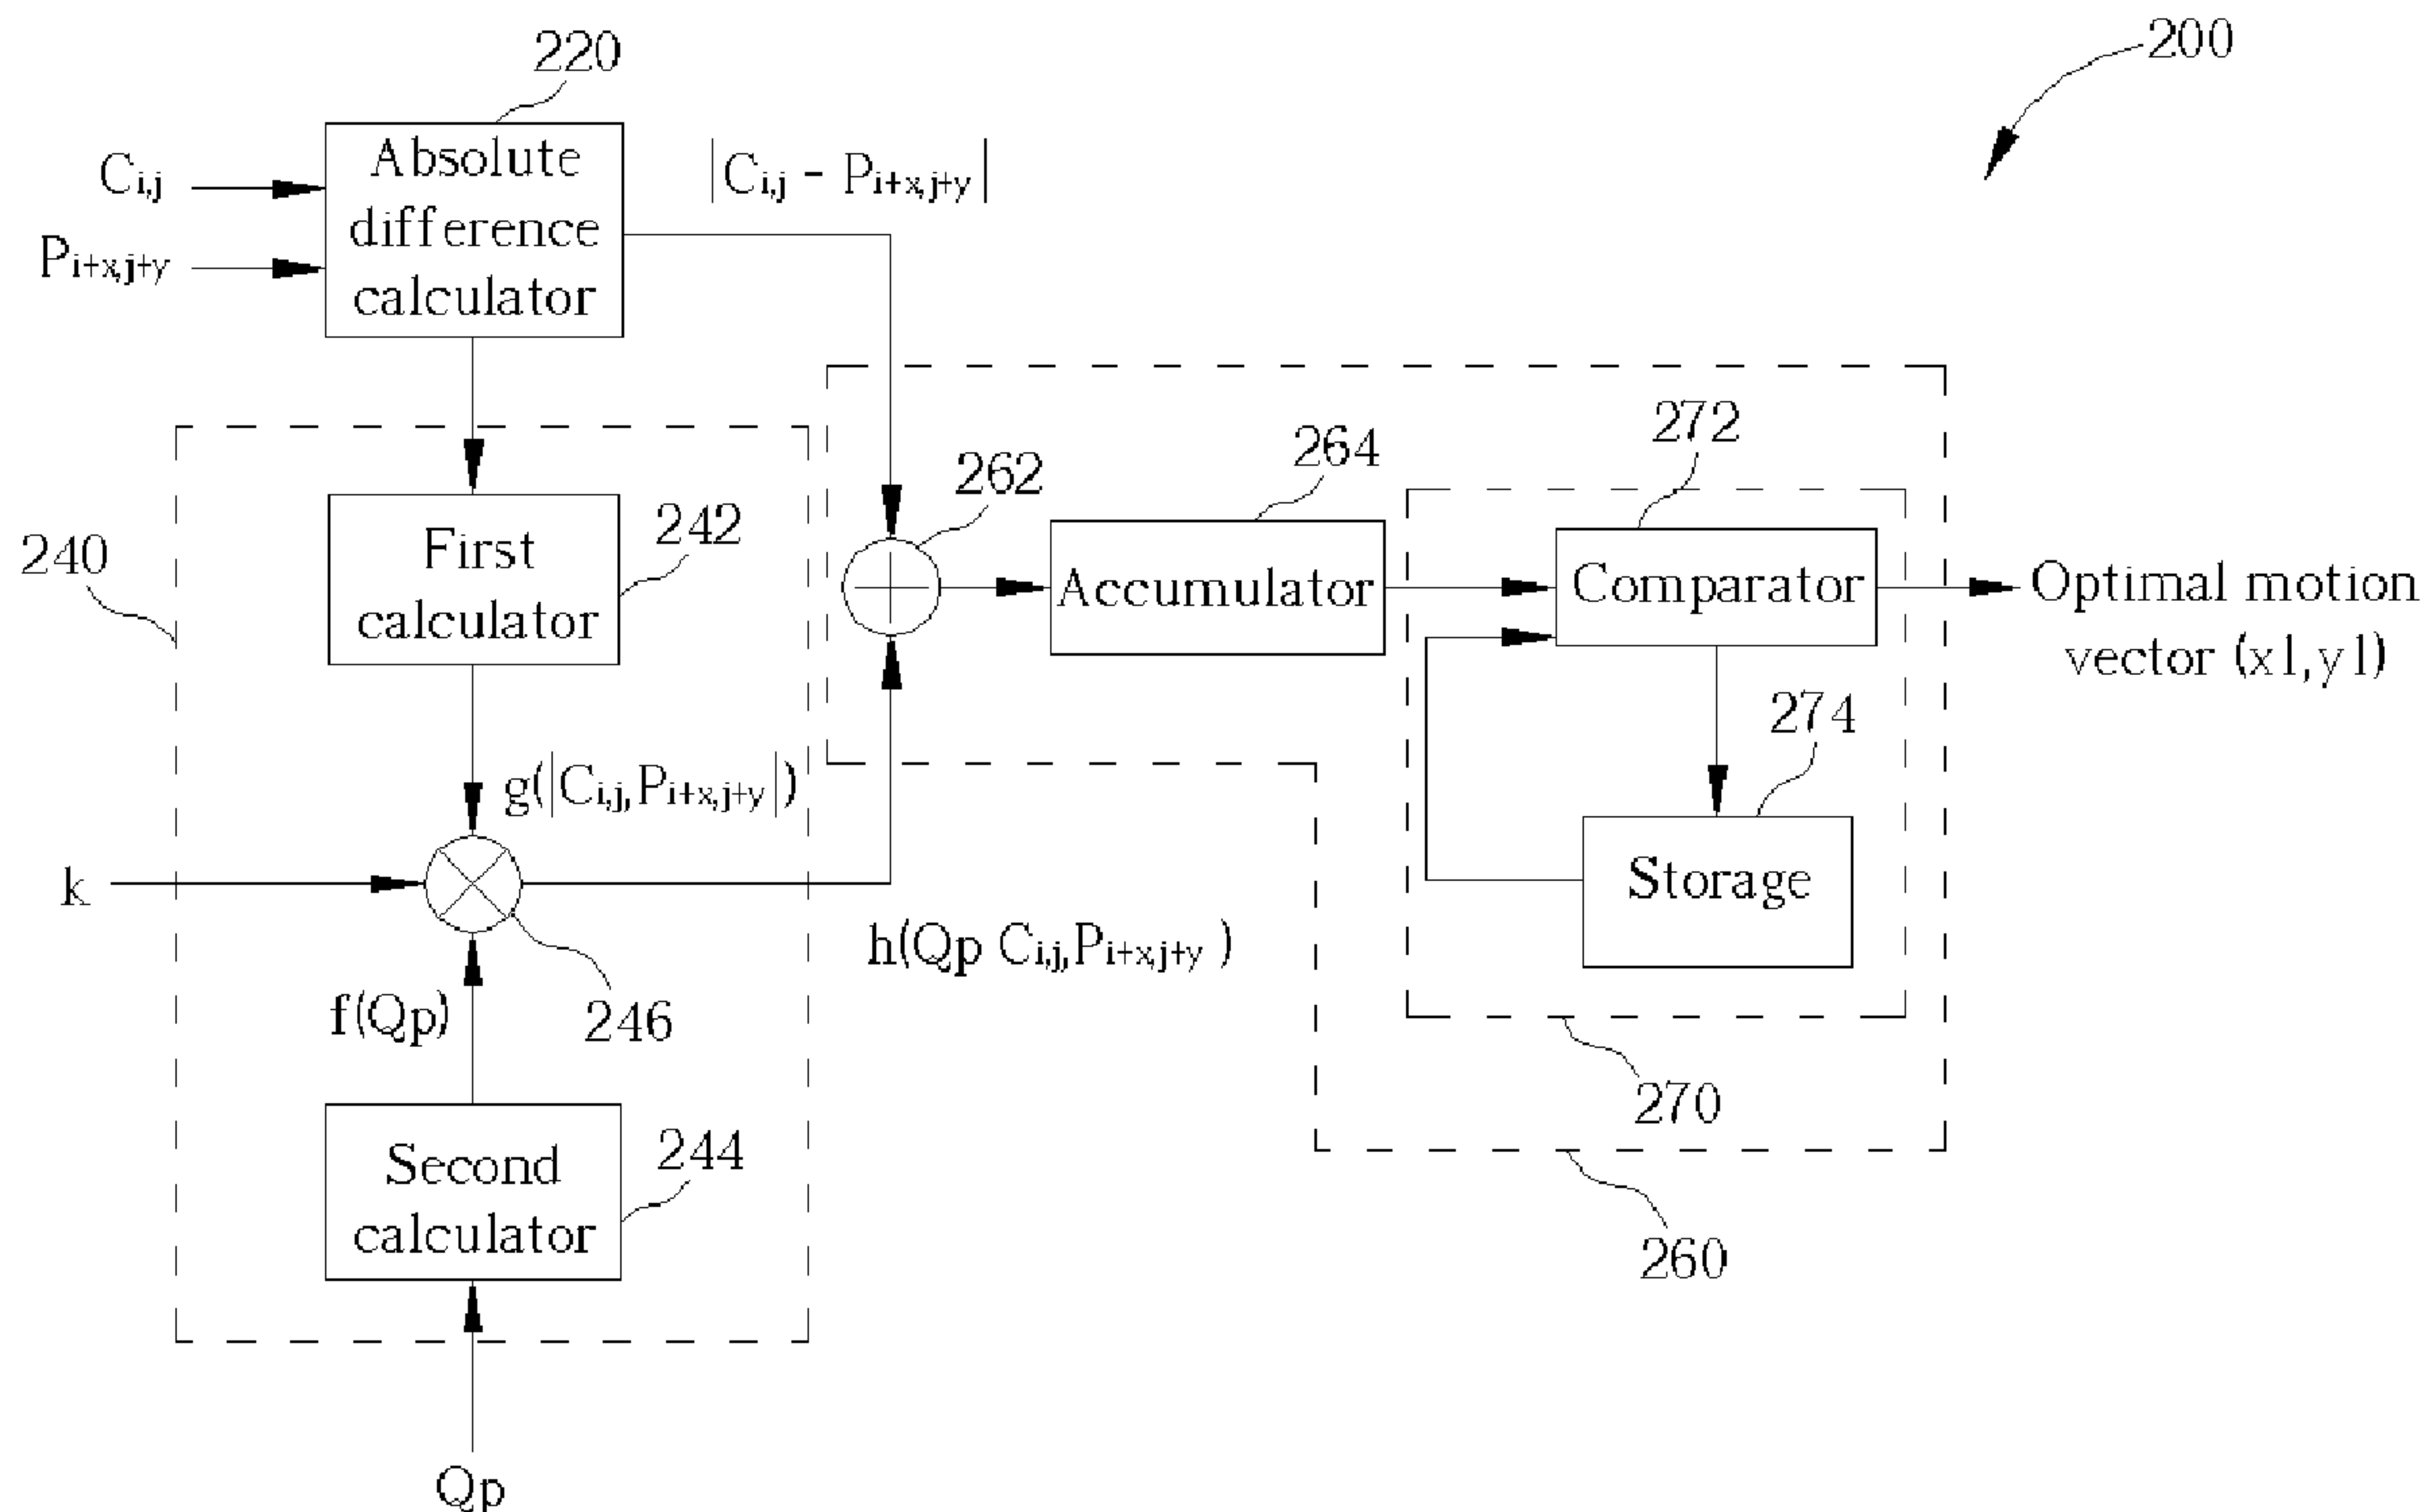 220
200
Absolute
difference
calculator
Ci,j
Pi+x,j+y
|Ci,j - Pi+x,j+y|
240
First
calculator
242
262
264
272
Accumulator
Comparator
Optimal motion
vector (x1,y1)
274
Storage
g(|Ci,j,Pi+x,j+y|)
k
h(Qp Ci,j,Pi+x,j+y )
246
f(Qp)
270
Second
calculator
244
260
Qp